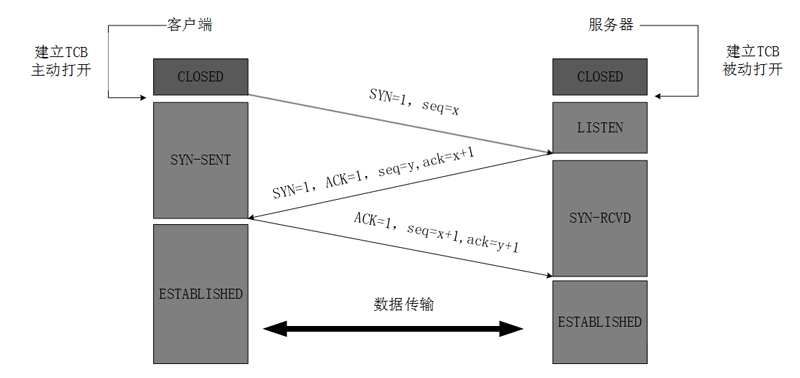 客户端
服务器
建立TCB
主动打开
建立TCB
被动打开
CLOSED
CLOSED
SYN=1, seq=x
LISTEN
SYN-SENT
SYN=1, ACK=1, seq=y,ack=x+1
ACK=1, seq=x+1,ack=y+1
SYN-RCVD
ESTABLISHED
数据传输
ESTABLISHED